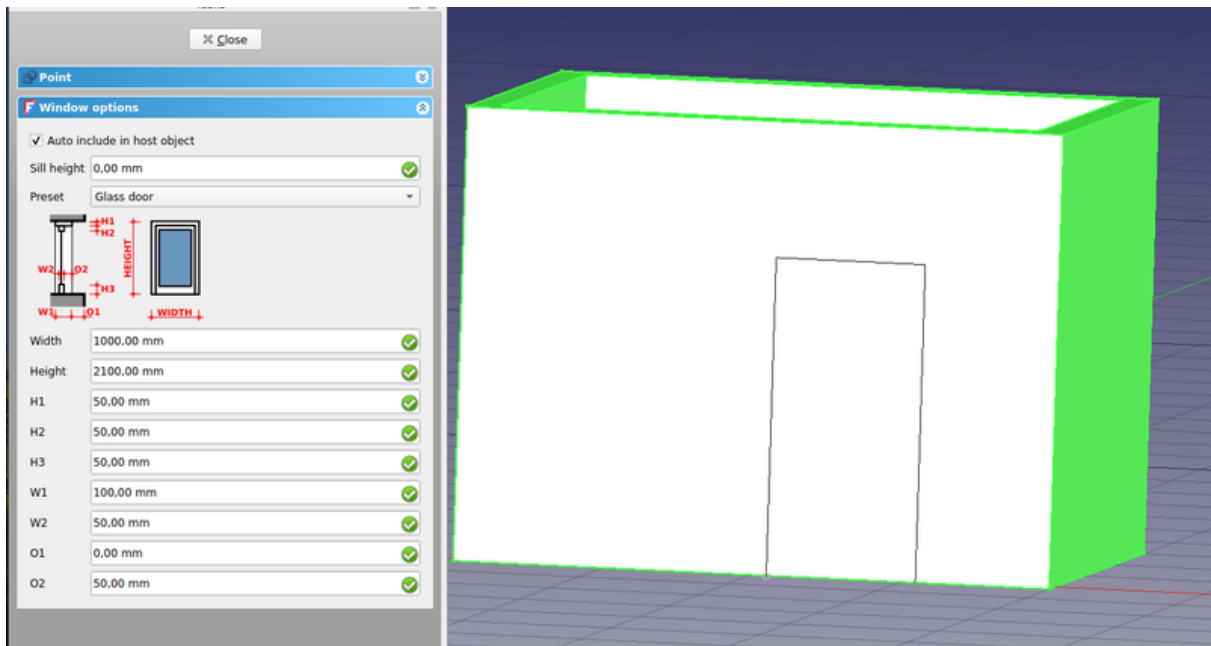 Close
Point
Window options
Auto include in host object
Sill height 0,00 mm
Preset Glass door
H1
H2
HEIGHT
W2 O2
H3
W1 O1 WIDTH
Width 1000,00 mm
Height 2100,00 mm
H1 50,00 mm
H2 50,00 mm
H3 50,00 mm
W1 100,00 mm
W2 50,00 mm
O1 0,00 mm
O2 50,00 mm